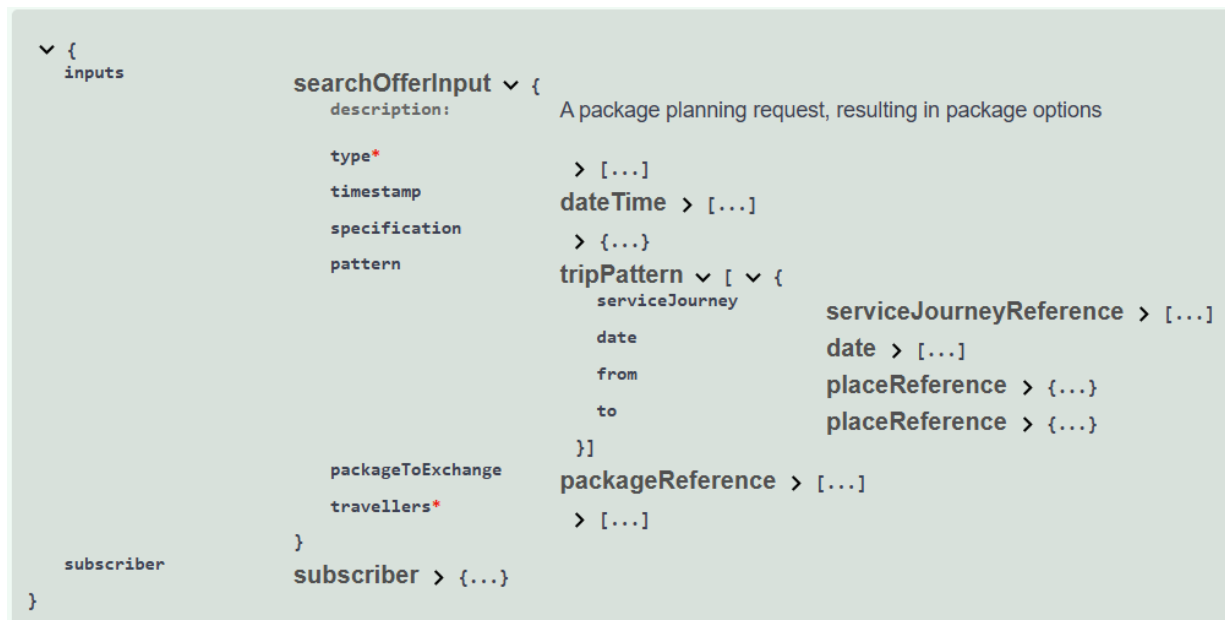 {
inputs searchOfferInput {
description: A package planning request, resulting in package options
type* [...]
timestamp dateTime > [...]
specification > {...}
pattern tripPattern [ {
serviceJourney serviceJourneyReference > [...]
date date > [...]
from placeReference > {...}
to placeReference > {...}
}]
packageToExchange packageReference > [...]
travellers* > [...]
}
subscriber subscriber > {...}
}